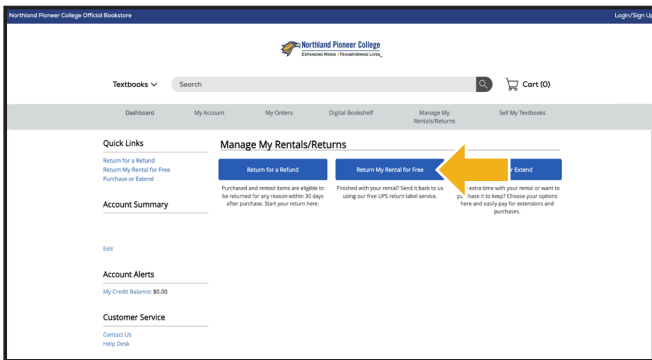 Northland Pioneer College Official Bookstore
Login/Sign Up
Northland Pioneer College
Expanding Minds • Transforming Lives
Textbooks
Search
Cart (0)
Dashboard
My Account
My Orders
Digital Bookshelf
Manage My
Rentals/Returns
Sell My Textbooks
Quick Links
Return for a Refund
Return My Rental for Free
Purchase or Extend
Account Summary
Edit
Account Alerts
My Credit Balance: $0.00
Customer Service
Contact Us
Help Desk
Manage My Rentals/Returns
Return for a Refund
Purchased and rented items are eligible to
be returned for any reason within 30 days
after purchase. Start your return here.
Return My Rental for Free
Finished with your rental? Send it back to us
using our free UPS return label service.
or Extend
extra time with your rental or want to
purchase it to keep? Choose your options
here and easily pay for extensions and
purchases.